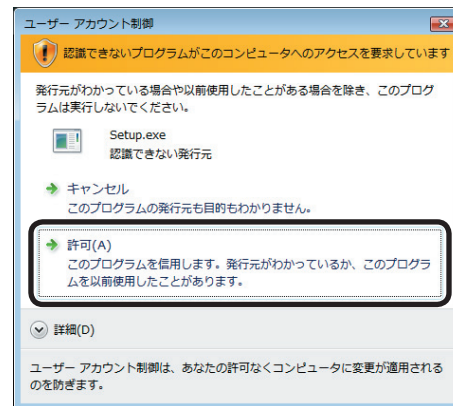 ユーザー アカウント制御
認識できないプログラムがこのコンピュータへのアクセスを要求しています
発行元がわかっている場合や以前使用したことがある場合を除き、このプログ
ラムは実行しないでください。
Setup.exe
認識できない発行元
キャンセル
このプログラムの発行元も目的もわかりません。
許可(A)
このプログラムを信用します。発行元がわかっているか、このプログラ
ムを以前使用したことがあります。
詳細(D)
ユーザー アカウント制御は、あなたの許可なくコンピュータに変更が適用される
のを防ぎます。